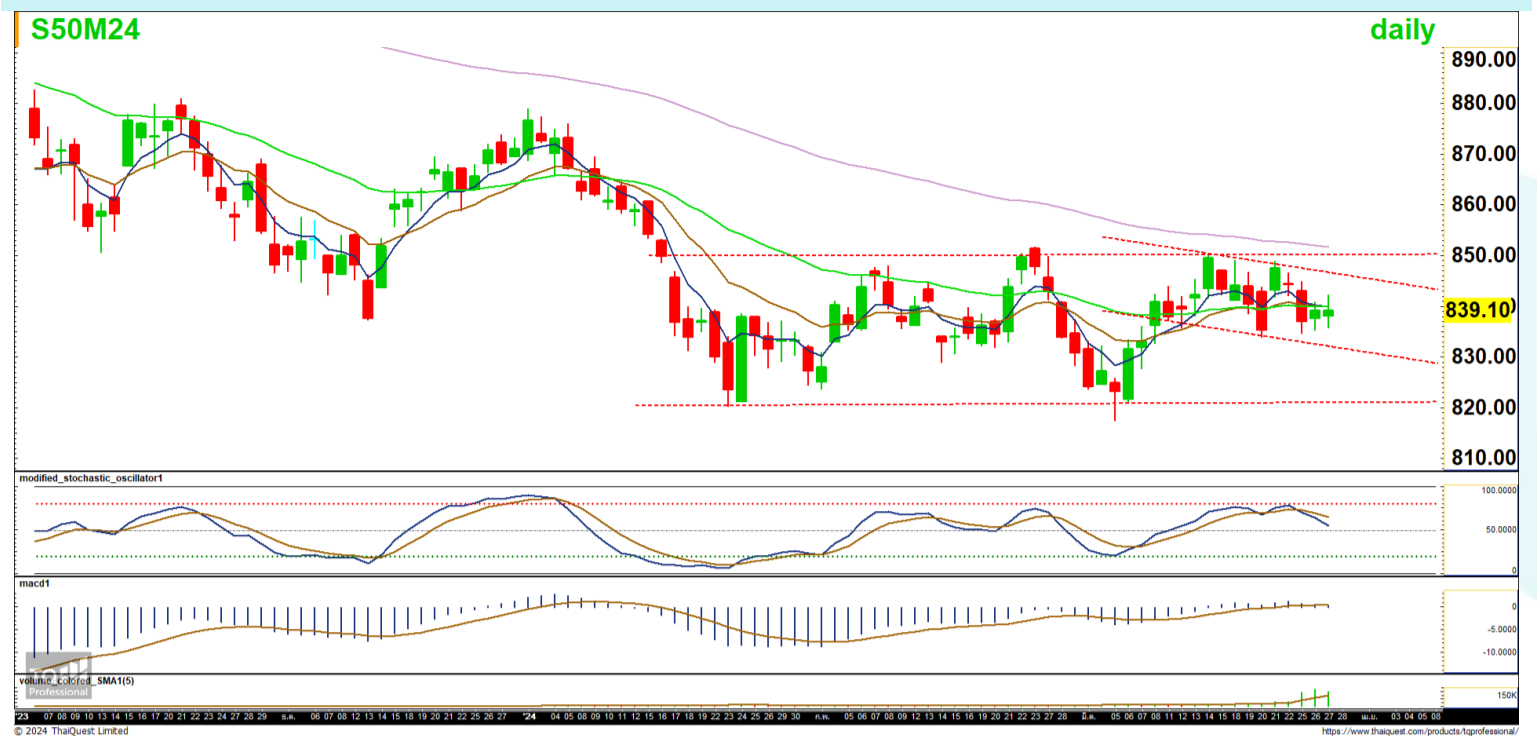 S50M24 daily
890.00
880.00
870.00
860.00
850.00
839.10
830.00
820.00
810.00
modified_stochastic_oscillator1
100.0000
50.0000
0
macd1
0
-5.0000
-10.0000
Professional
volume_colored_SMA1(5)
150K
'23 07 08 09 10 13 14 15 16 17 20 21 22 23 24 27 28 29 ธ.ค. 06 07 08 12 13 14 15 18 19 20 21 22 25 26 27 '24 04 05 08 09 10 11 12 15 16 17 18 19 22 23 24 25 26 29 30 ก.พ. 05 06 07 08 09 12 13 14 15 16 19 20 21 22 23 27 28 มี.ค. 05 06 07 08 11 12 13 14 15 18 19 20 21 22 25 26 27 28 เม.ย. 03 04 05 08
© 2024 ThaiQuest Limited https://www.thaiquest.com/products/tqprofessional/